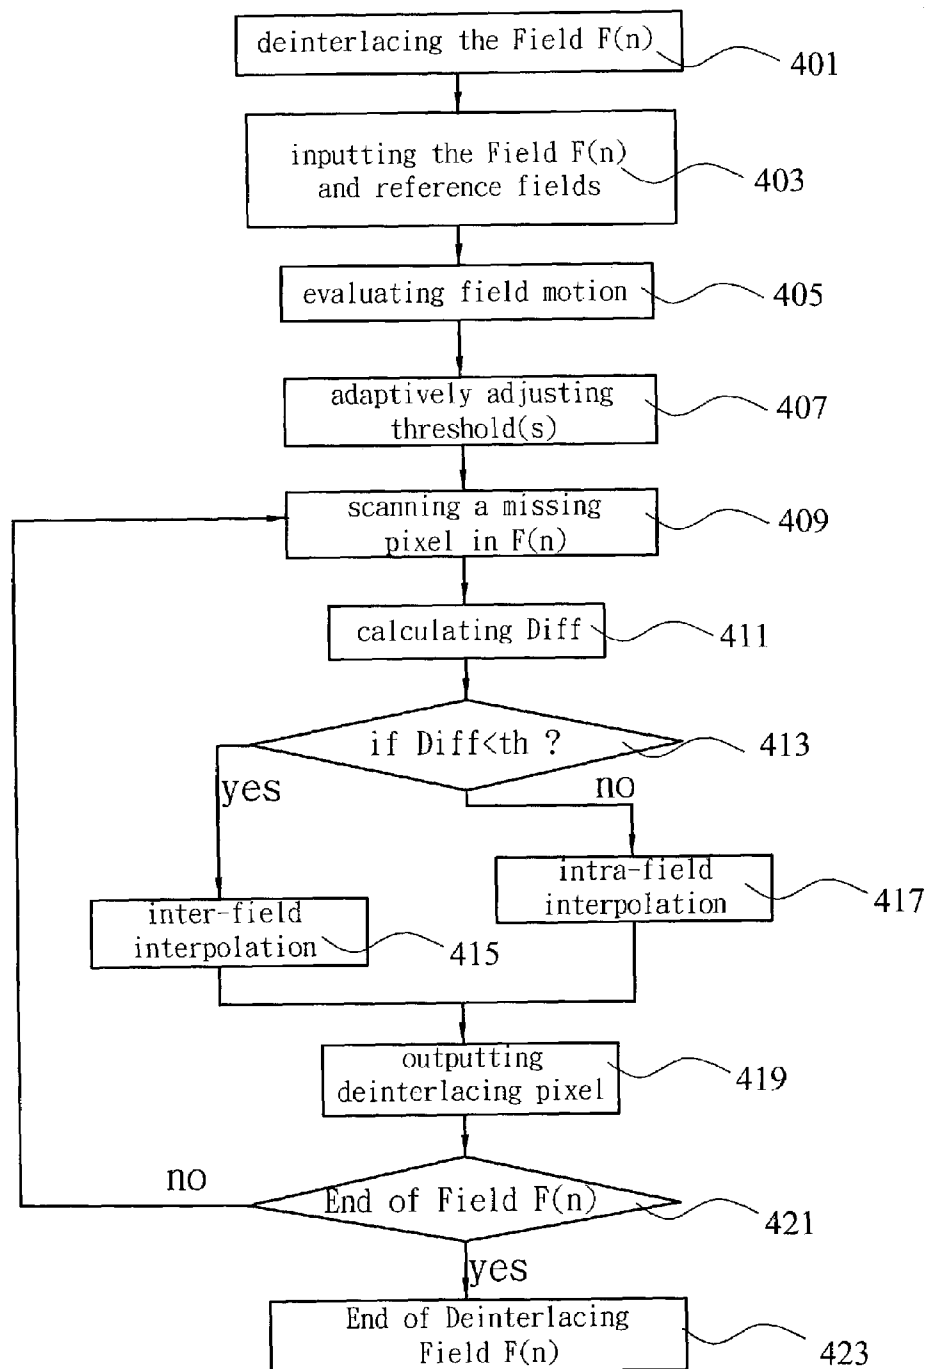 deinterlacing the Field F(n)
401
inputting the Field F(n)
and reference fields
403
evaluating field motion
405
adaptively adjusting
threshold(s)
407
scanning a missing
pixel in F(n)
409
calculating Diff
411
if Diff<th ?
413
yes
no
intra-field
interpolation
417
inter-field
interpolation
415
outputting
deinterlacing pixel
419
no
End of Field F(n)
421
yes
End of Deinterlacing
Field F(n)
423